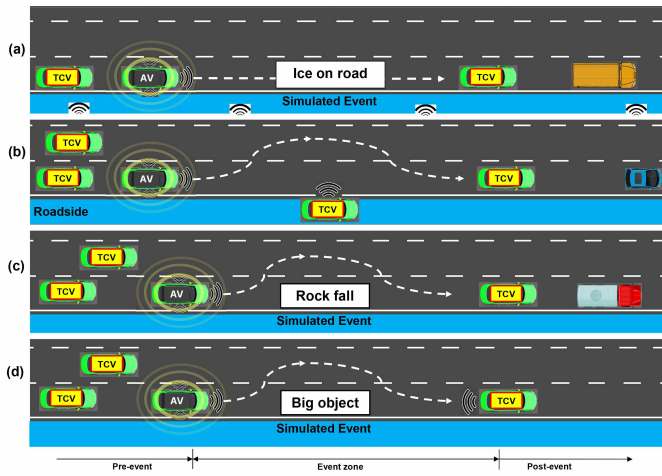 (a)
TCV
AV
Ice on road
TCV
Simulated Event
(b)
TCV
TCV
AV
TCV
Roadside
TCV
(c)
TCV
TCV
AV
Rock fall
TCV
Simulated Event
(d)
TCV
TCV
AV
Big object
TCV
Simulated Event
Pre-event
Event zone
Post-event